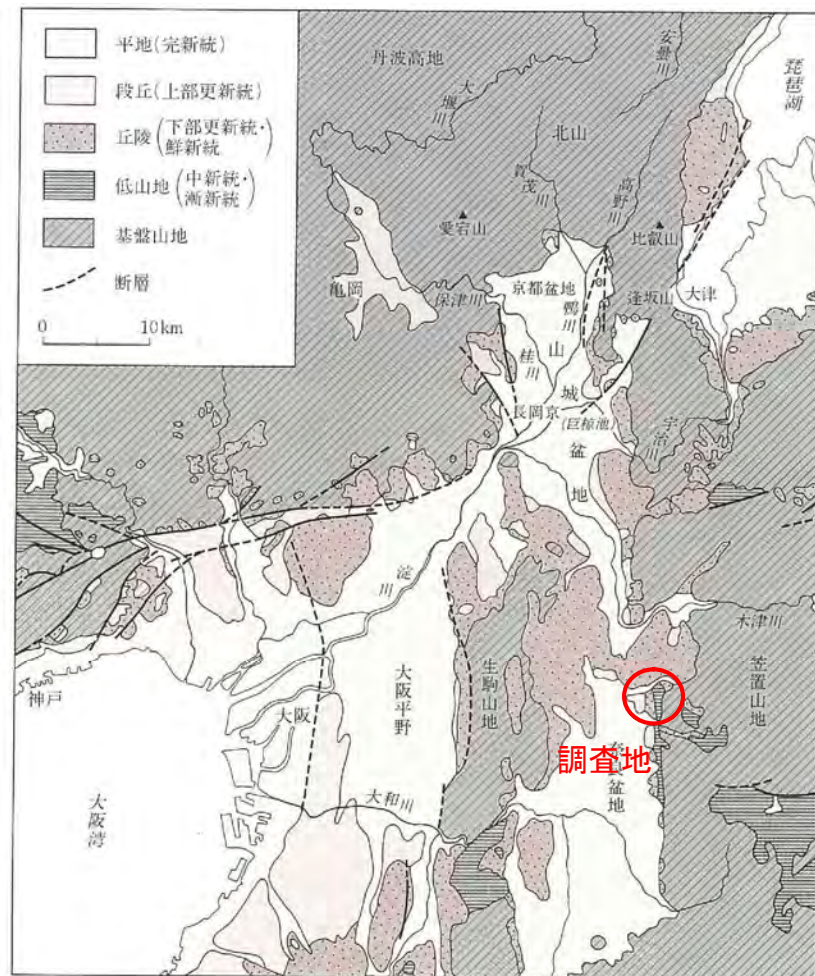 平地(完新統)
段丘(上部更新統)
丘陵(下部更新統・鮮新統)
低山地(中新統・漸新統)
基盤山地
断層
0 10km
丹波高地
大堰川
安曇川
琵琶湖
北山
賀茂川
高野川
愛宕山
比叡山
亀岡
保津川
京都盆地
鴨川
逢坂山
大津
桂川
山城盆地
長岡京
(巨椋池)
宇治川
淀川
木津川
神戸
大阪
大阪平野
生駒山地
笠置山地
調査地
奈良盆地
大和川
大阪湾